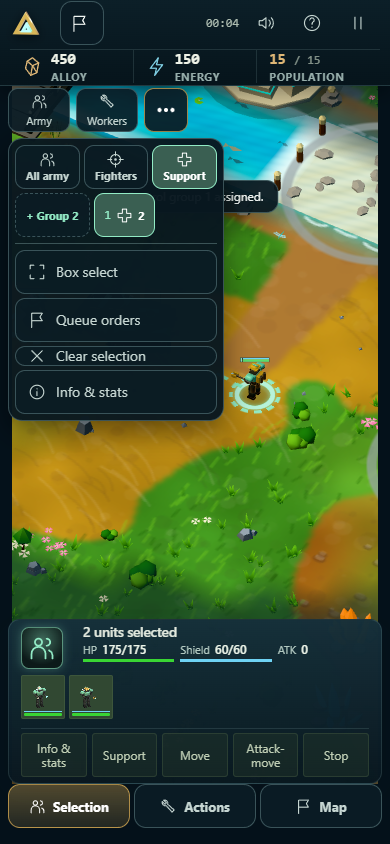 00:04
450
ALLOY
150
ENERGY
15 / 15
POPULATION
Army
Workers
•••
All army
Fighters
Support
+ Group 2
1 2
assigned.
Box select
Queue orders
Clear selection
Info & stats
2 units selected
HP 175/175 Shield 60/60 ATK 0
Info & stats
Support
Move
Attack-move
Stop
Selection
Actions
Map